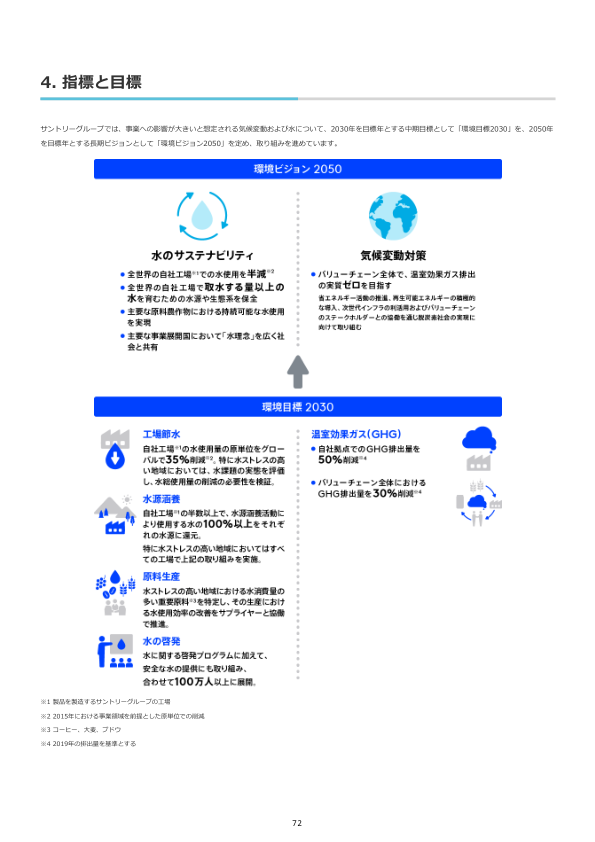 4. 指標と目標
サントリーグループでは、事業への影響が大きいと想定される気候変動および水について、2030年を目標年とする中期目標として「環境目標2030」を、2050年
を目標年とする長期ビジョンとして「環境ビジョン2050」を定め、取り組みを進めています。
環境ビジョン 2050
水のサステナビリティ
● 全世界の自社工場※1での水使用を半減※2
● 全世界の自社工場で取水する量以上の
水を育むための水源や生態系を保全
● 主要な原料農作物における持続可能な水使用
を実現
● 主要な事業展開国において「水理念」を広く社
会と共有
気候変動対策
● バリューチェーン全体で、温室効果ガス排出
の実質ゼロを目指す
省エネルギー活動の推進、再生可能エネルギーの積極的
な導入、次世代インフラの利活用およびバリューチェーン
のステークホルダーとの協働を通じ脱炭素社会の実現に
向けて取り組む
環境目標 2030
工場節水
自社工場※1の水使用量の原単位をグロー
バルで35%削減※2。特に水ストレスの高
い地域においては、水課題の実態を評価
し、水総使用量の削減の必要性を検証。
水源涵養
自社工場※1の半数以上で、水源涵養活動に
より使用する水の100%以上をそれぞ
れの水源に還元。
特に水ストレスの高い地域においてはすべ
ての工場で上記の取り組みを実施。
原料生産
水ストレスの高い地域における水消費量の
多い重要原料※3を特定し、その生産におけ
る水使用効率の改善をサプライヤーと協働
で推進。
水の啓発
水に関する啓発プログラムに加えて、
安全な水の提供にも取り組み、
合わせて100万人以上に展開。
温室効果ガス(GHG)
● 自社拠点でのGHG排出量を
50%削減※4
● バリューチェーン全体における
GHG排出量を30%削減※4
※1 製品を製造するサントリーグループの工場
※2 2015年における事業領域を前提とした原単位での削減
※3 コーヒー、大麦、ブドウ
※4 2019年の排出量を基準とする
72